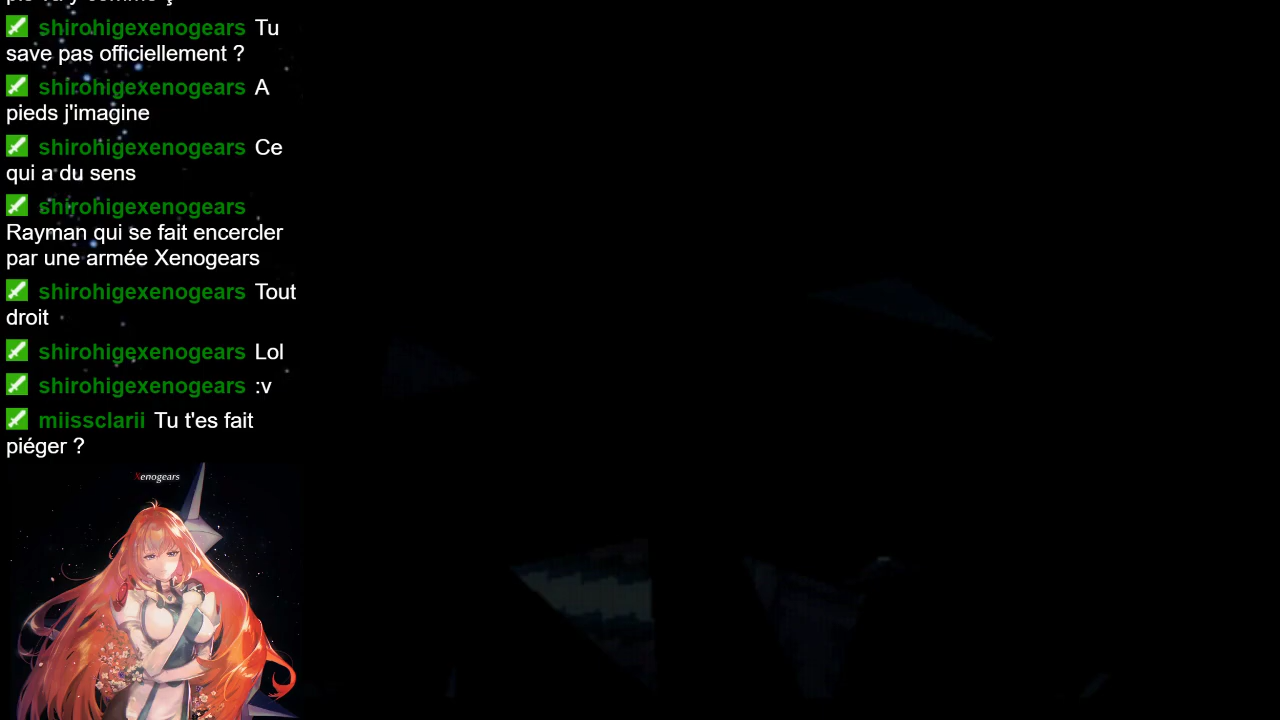 shirohigexenogears Tu
save pas officiellement ?
shirohigexenogears A
pieds j'imagine
shirohigexenogears Ce
qui a du sens
shirohigexenogears
Rayman qui se fait encercler
par une armée Xenogears
shirohigexenogears Tout
droit
shirohigexenogears Lol
shirohigexenogears :v
miissclarii Tu t'es fait
piéger ?
Xenogears